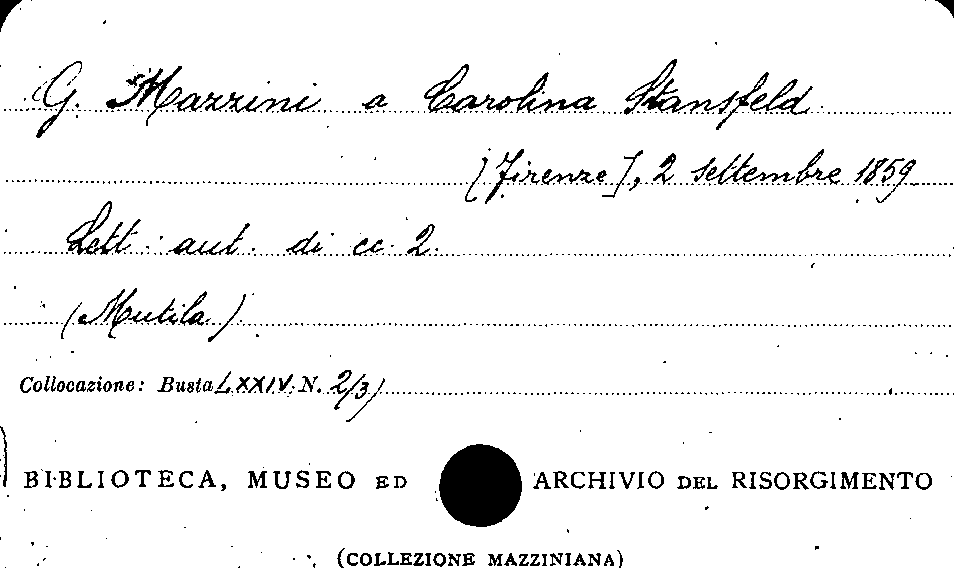 G. Mazzini a Carolina Stansfeld
[Firenze], 2 settembre 1859
Lett. aut. di cc. 2.
(Mutila)
Collocazione: Busta LXXIV N. 2/3)
BIBLIOTECA, MUSEO ED ARCHIVIO DEL RISORGIMENTO
(COLLEZIONE MAZZINIANA)